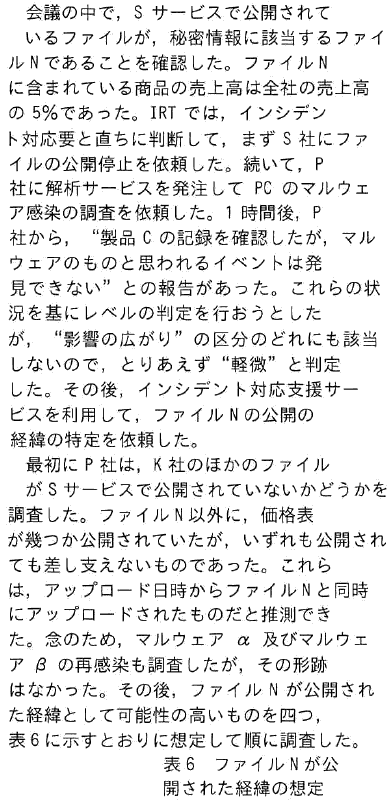 会議の中で，S サービスで公開されて
いるファイルが，秘密情報に該当するファイ
ル N であることを確認した。ファイル N
に含まれている商品の売上高は全社の売上高
の 5％であった。IRT では，インシデン
ト対応要と直ちに判断して，まず S 社にファ
イルの公開停止を依頼した。続いて，P
社に解析サービスを発注して PC のマルウェ
ア感染の調査を依頼した。1 時間後，P
社から，“製品 C の記録を確認したが，マル
ウェアのものと思われるイベントは発
見できない”との報告があった。これらの状
況を基にレベルの判定を行おうとした
が，“影響の広がり”の区分のどれにも該当
しないので，とりあえず“軽微”と判定
した。その後，インシデント対応支援サー
ビスを利用して，ファイル N の公開の
経緯の特定を依頼した。
最初に P 社は，K 社のほかのファイル
が S サービスで公開されていないかどうかを
調査した。ファイル N 以外に，価格表
が幾つか公開されていたが，いずれも公開され
ても差し支えないものであった。これら
は，アップロード日時からファイル N と同時
にアップロードされたものだと推測でき
た。念のため，マルウェア α 及びマルウェ
ア β の再感染も調査したが，その形跡
はなかった。その後，ファイル N が公開され
た経緯として可能性の高いものを四つ，
表 6 に示すとおりに想定して順に調査した。
表 6 ファイル N が公
開された経緯の想定